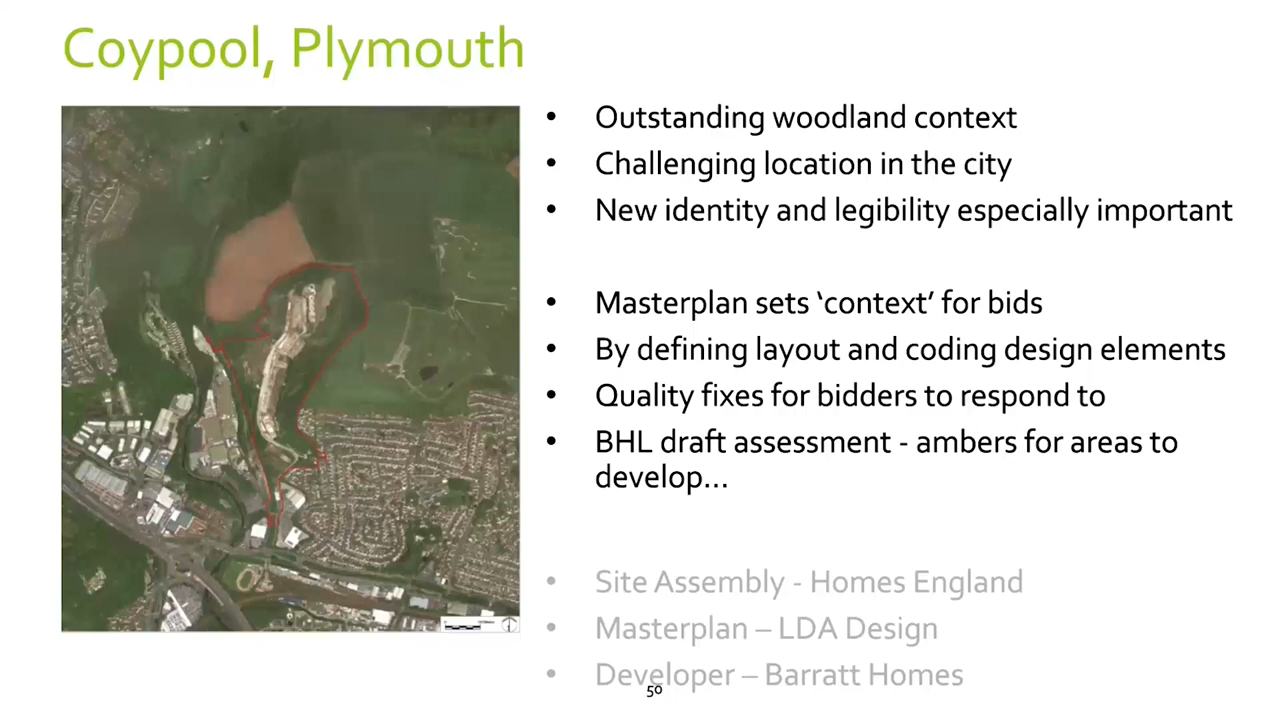 Coypool, Plymouth
• Outstanding woodland context
• Challenging location in the city
• New identity and legibility especially important
• Masterplan sets ‘context’ for bids
• By defining layout and coding design elements
• Quality fixes for bidders to respond to
• BHL draft assessment - ambers for areas to
develop...
• Site Assembly - Homes England
• Masterplan – LDA Design
• Developer – Barratt Homes
50